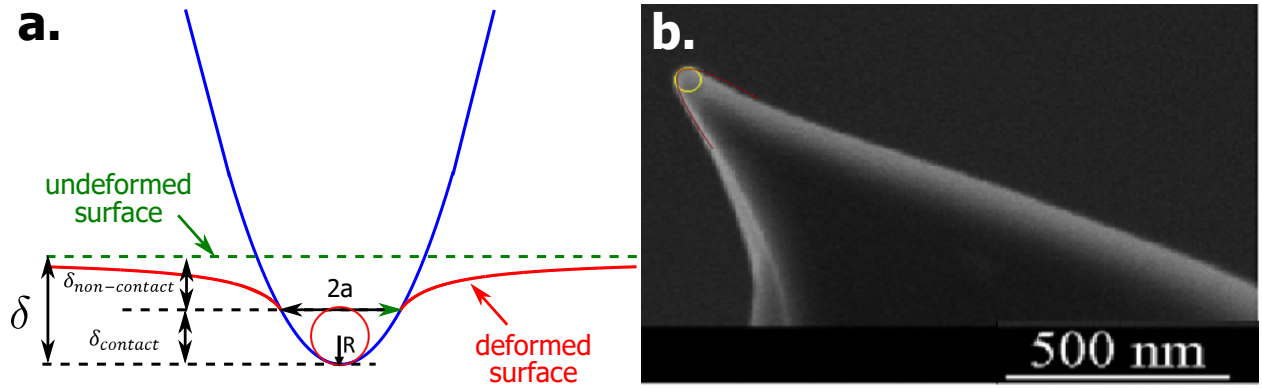 a.
undeformed
surface
δnon−contact
2a
δ
δcontact
R
deformed
surface
b.
500 nm